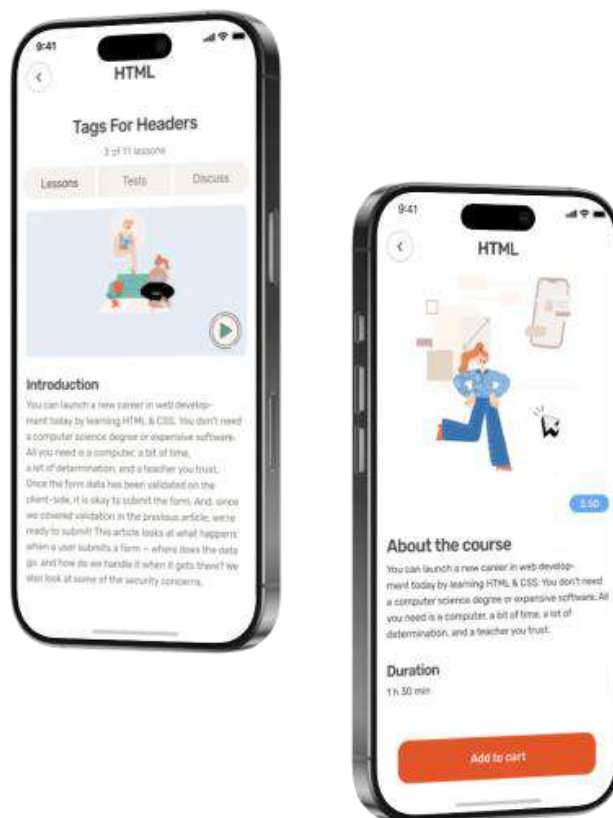 9:41
HTML
Tags For Headers
3 of 11 lessons
Lessons
Tests
Discuss
Introduction
You can launch a new career in web develop-
ment today by learning HTML & CSS. You don't need
a computer science degree or expensive software.
All you need is a computer, a bit of time,
a lot of determination, and a teacher you trust.
Once the form data has been validated on the
client-side, it is okay to submit the form. And, since
we covered validation in the previous article, we're
ready to submit! This article looks at what happens
when a user submits a form — where does the data
go, and how do we handle it when it gets there? We
also look at some of the security concerns.
9:41
HTML
$ 50
About the course
You can launch a new career in web develop-
ment today by learning HTML & CSS. You don't need
a computer science degree or expensive software. All
you need is a computer, a bit of time, a lot of
determination, and a teacher you trust.
Duration
1 h 30 min
Add to cart